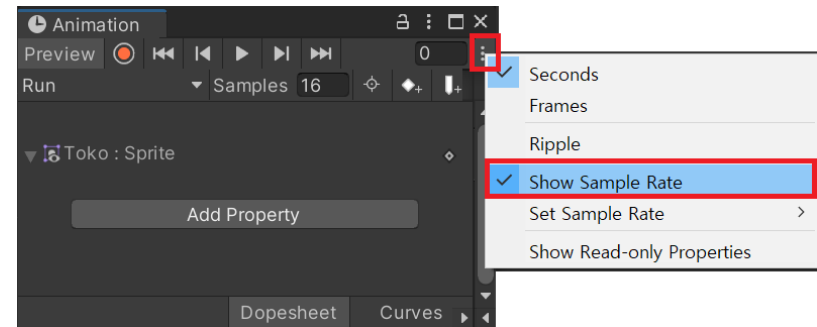 Animation
Preview 0
Run Samples 16
Toko : Sprite
Add Property
Dopesheet Curves
Seconds
Frames
Ripple
Show Sample Rate
Set Sample Rate
Show Read-only Properties